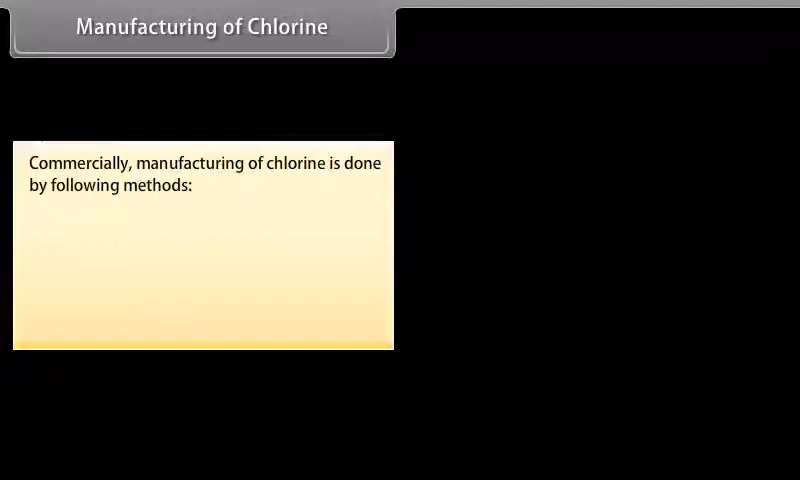 Manufacturing of Chlorine
Commercially, manufacturing of chlorine is done
by following methods: